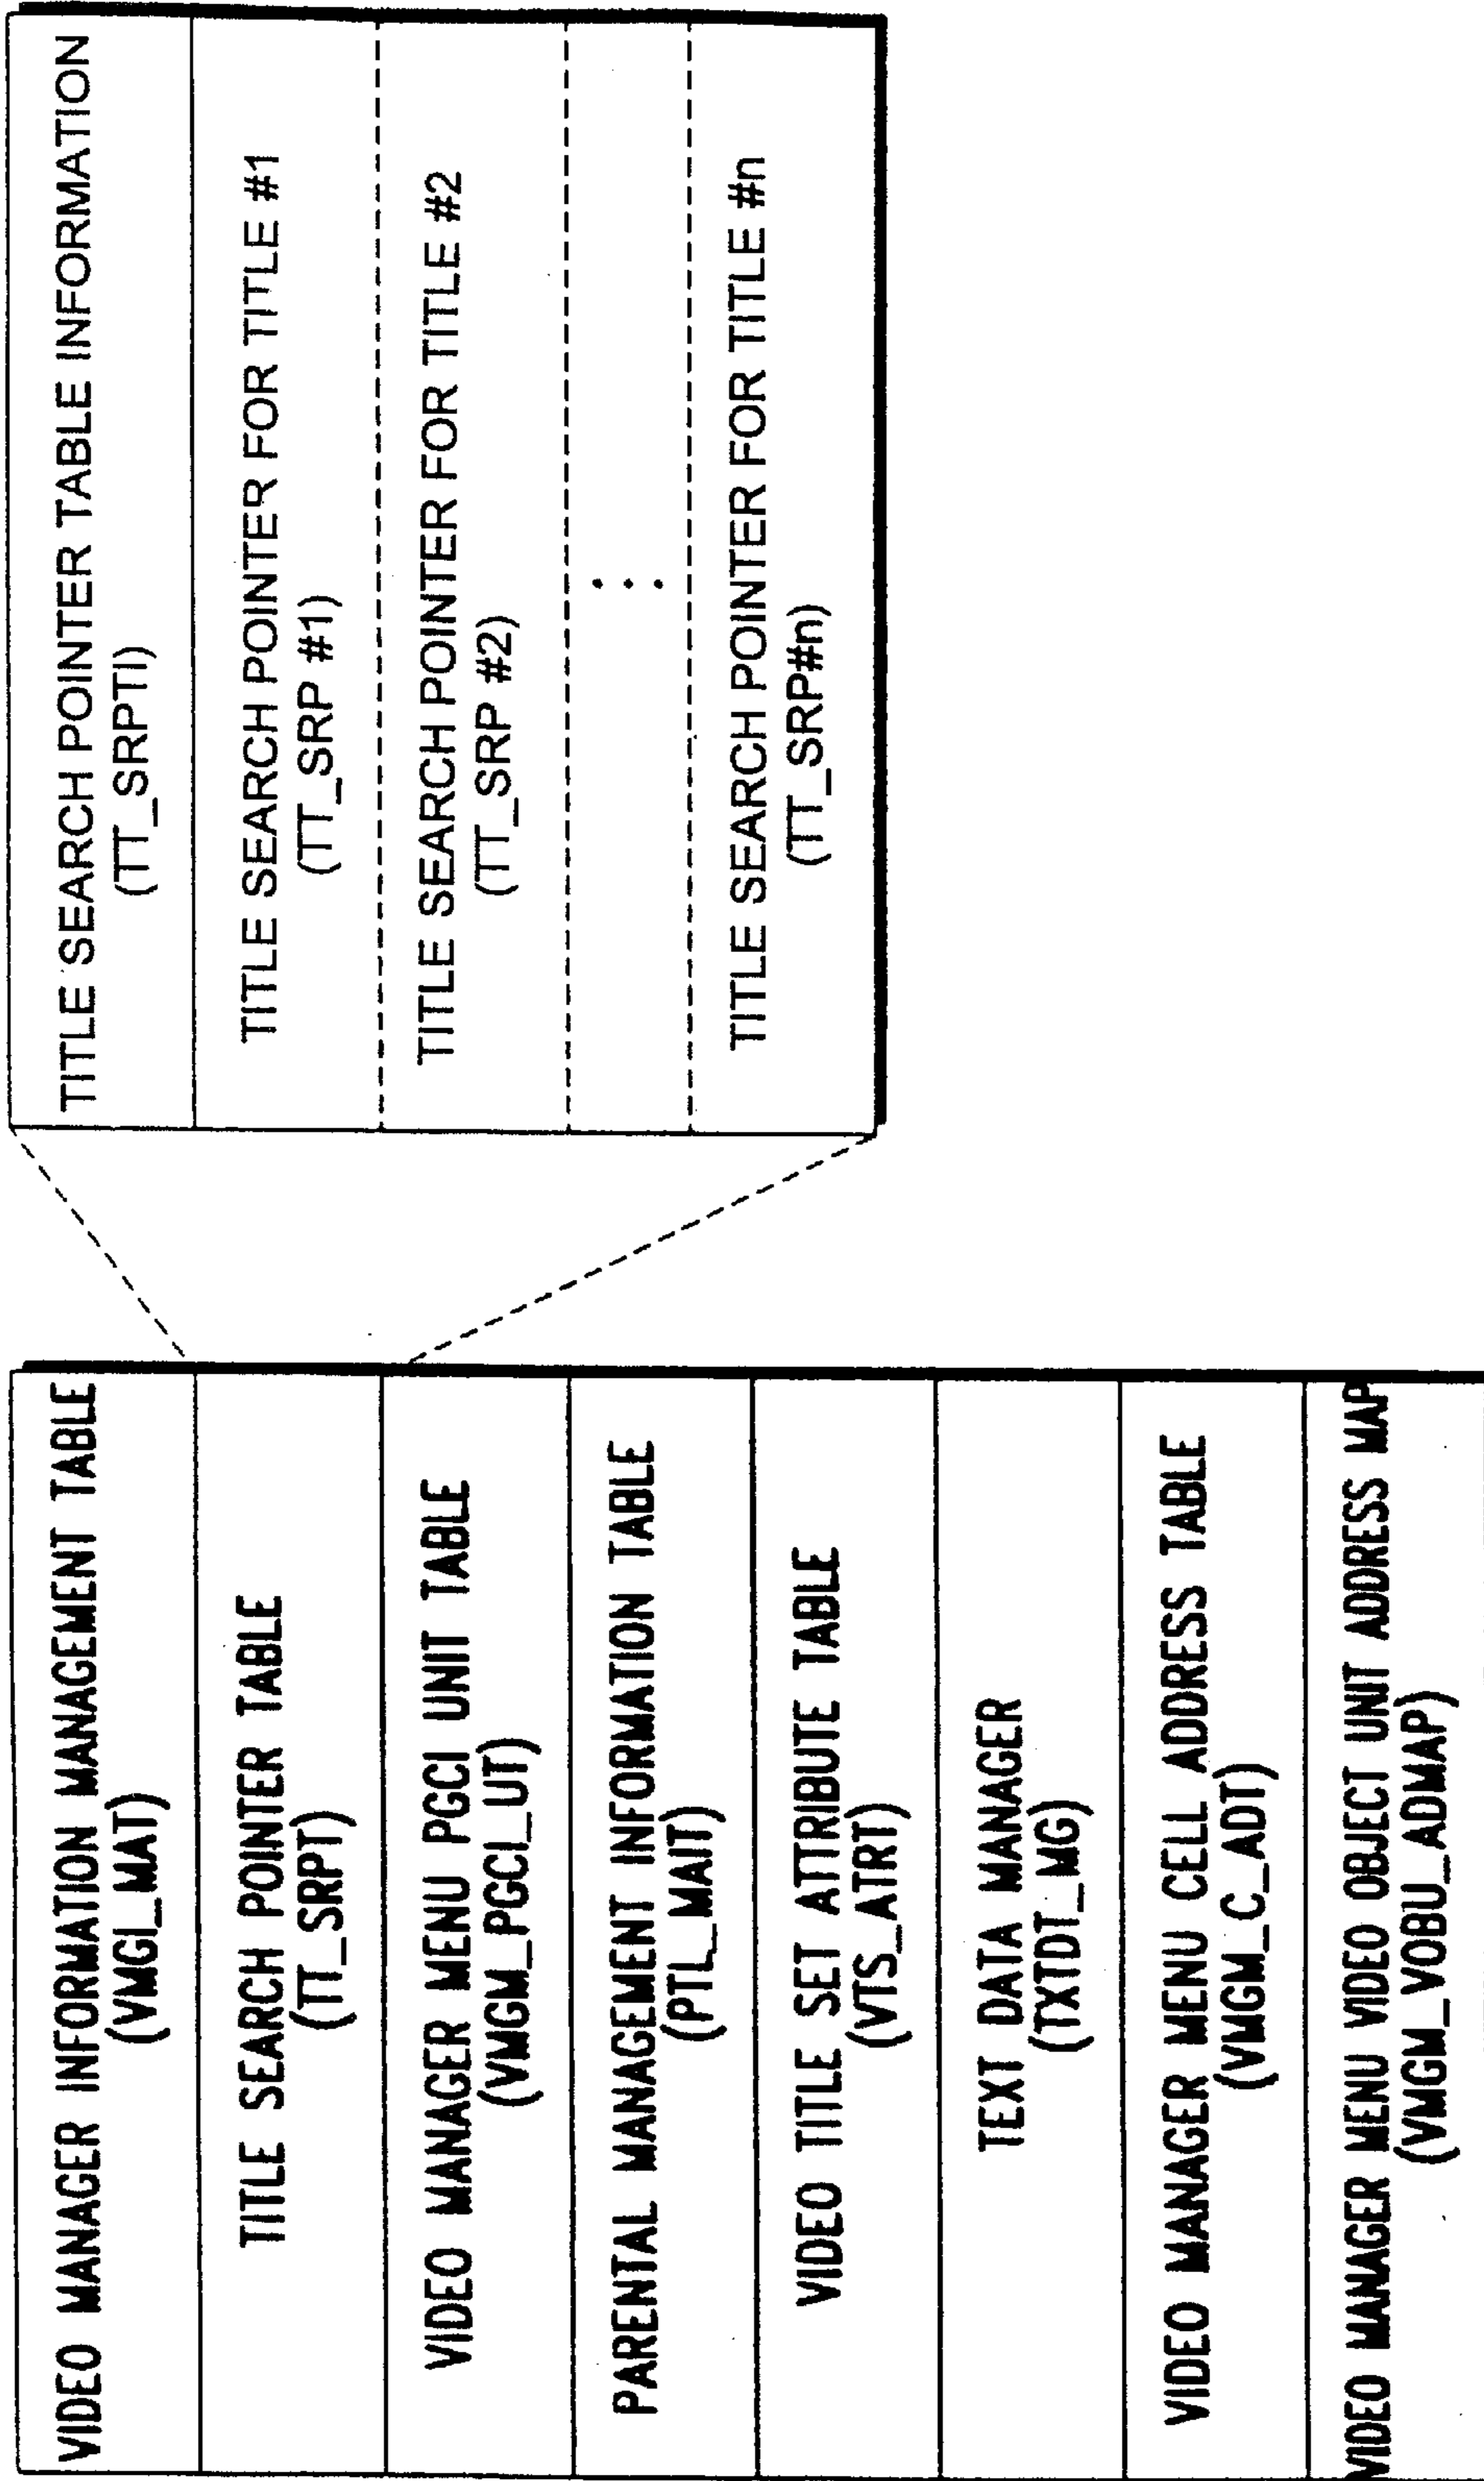 VIDEO MANAGER INFORMATION MANAGEMENT TABLE
(VMGI_MAT)
TITLE SEARCH POINTER TABLE
(TT_SRPT)
VIDEO MANAGER MENU PGCI UNIT TABLE
(VMGM_PGCI_UT)
PARENTAL MANAGEMENT INFORMATION TABLE
(PTL_MAIT)
VIDEO TITLE SET ATTRIBUTE TABLE
(VTS_ATRT)
TEXT DATA MANAGER
(TXTDT_MG)
VIDEO MANAGER MENU CELL ADDRESS TABLE
(VMGM_C_ADT)
VIDEO MANAGER MENU VIDEO OBJECT UNIT ADDRESS MAP
(VMGM_VOBU_ADMAP)
TITLE SEARCH POINTER TABLE INFORMATION
(TT_SRPTI)
TITLE SEARCH POINTER FOR TITLE #1
(TT_SRP #1)
TITLE SEARCH POINTER FOR TITLE #2
(TT_SRP #2)
...
TITLE SEARCH POINTER FOR TITLE #n
(TT_SRP#n)